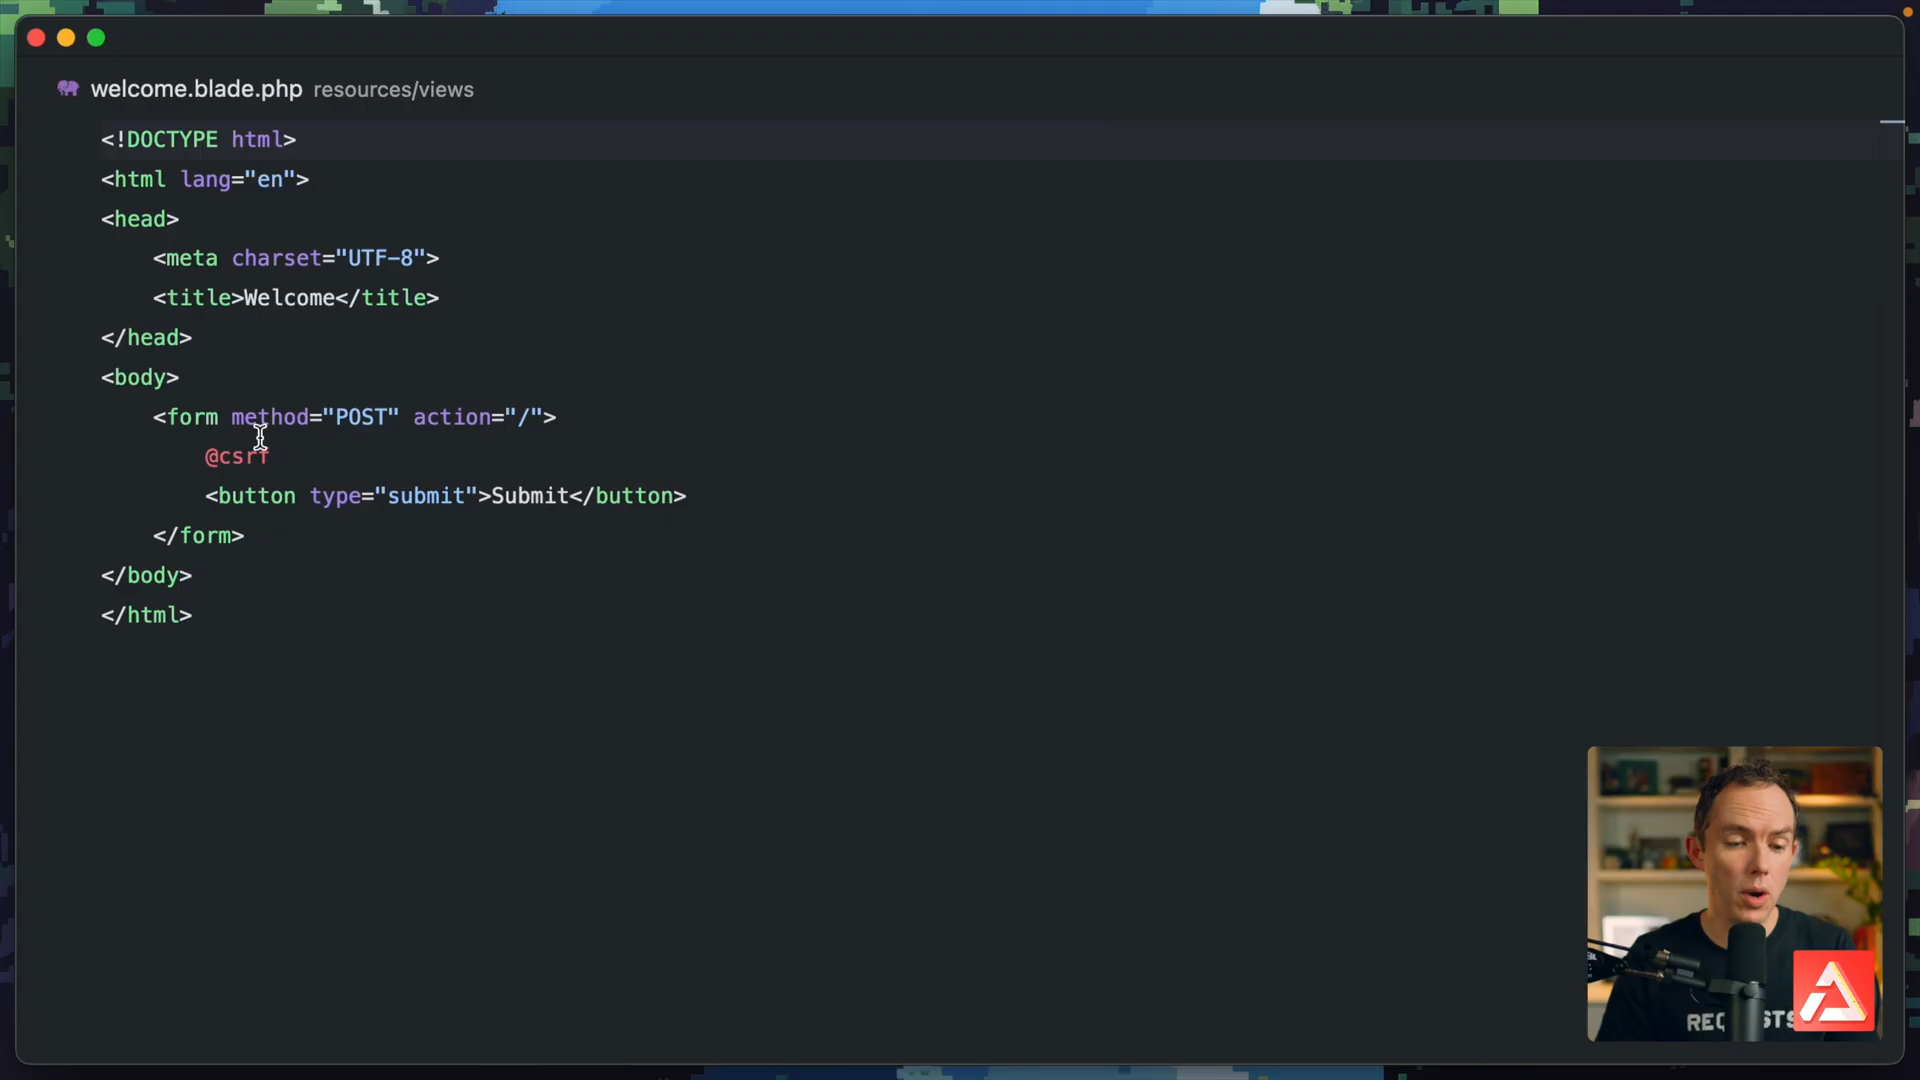 welcome.blade.php resources/views
<!DOCTYPE html>
<html lang="en">
<head>
    <meta charset="UTF-8">
    <title>Welcome</title>
</head>
<body>
    <form method="POST" action="/">
        @csrf
        <button type="submit">Submit</button>
    </form>
</body>
</html>